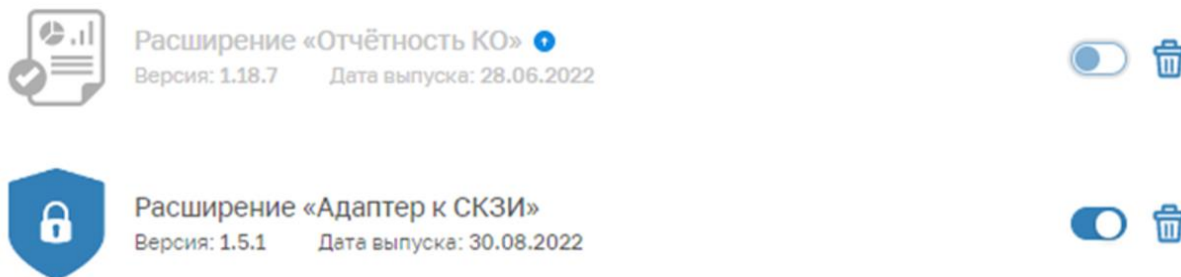 Расширение «Отчётность КО»
Версия: 1.18.7 Дата выпуска: 28.06.2022
Расширение «Адаптер к СКЗИ»
Версия: 1.5.1 Дата выпуска: 30.08.2022